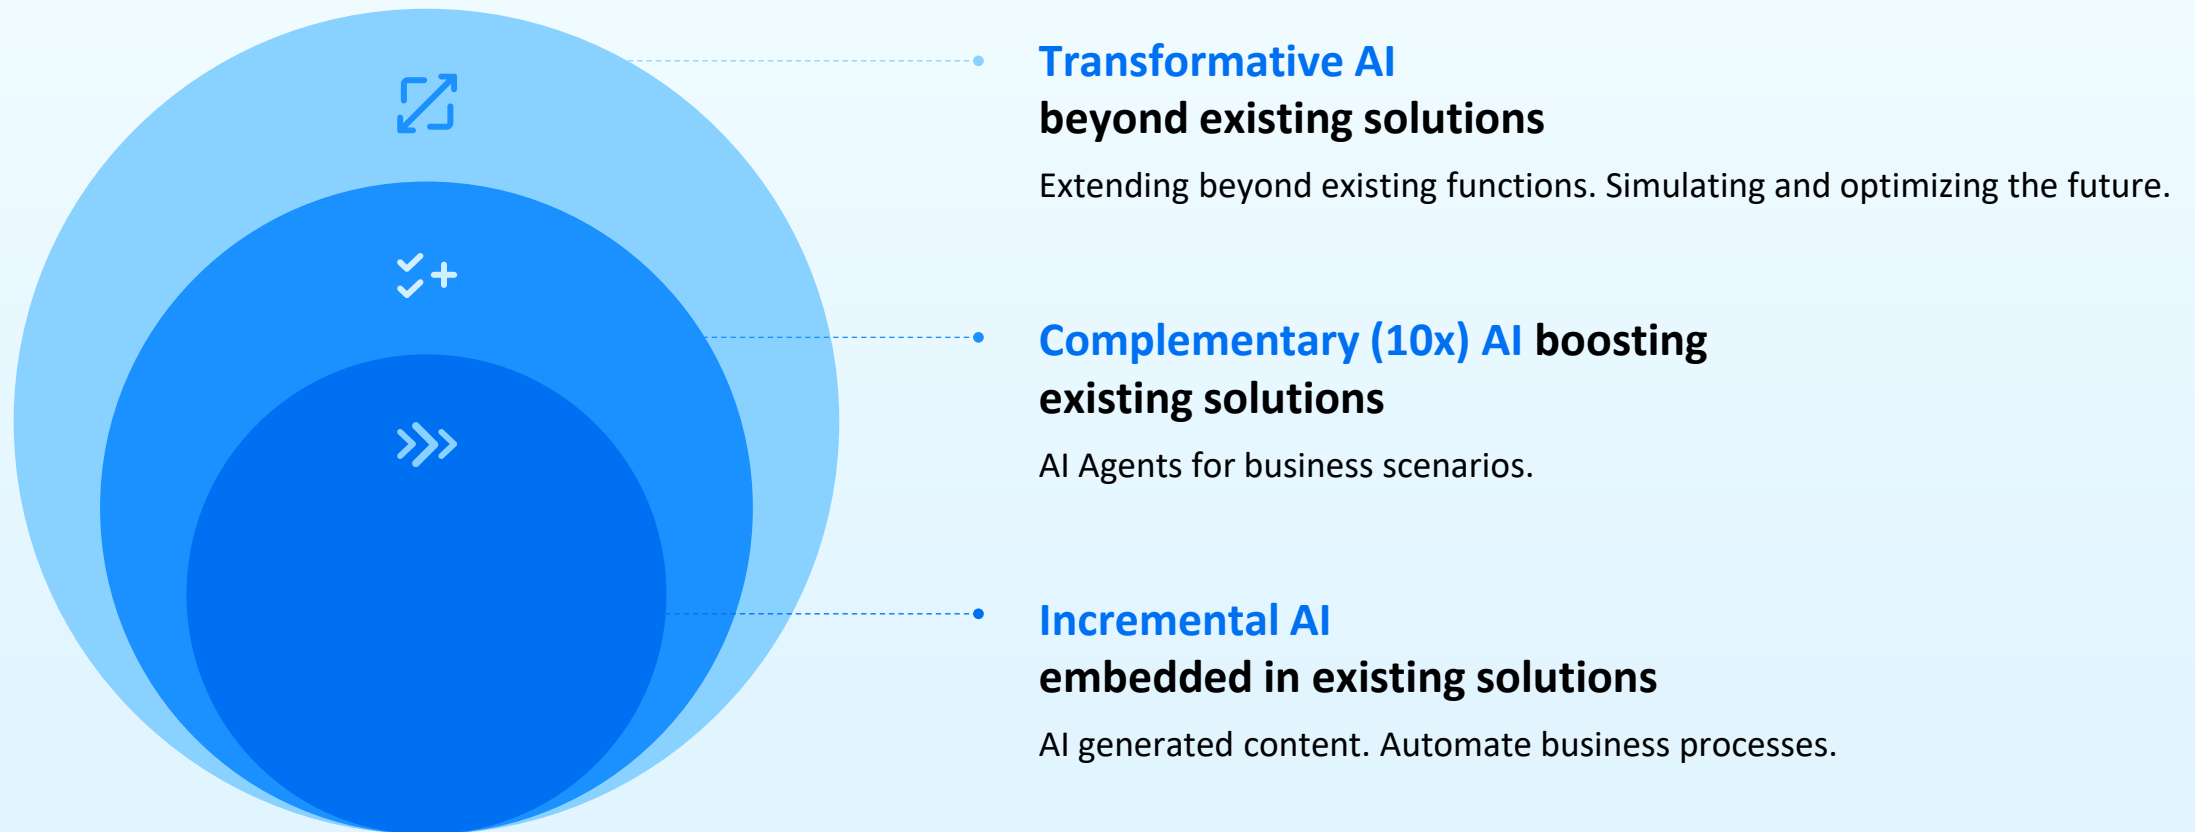 Transformative AI
beyond existing solutions
Extending beyond existing functions. Simulating and optimizing the future.
Complementary (10x) AI boosting
existing solutions
AI Agents for business scenarios.
Incremental AI
embedded in existing solutions
AI generated content. Automate business processes.